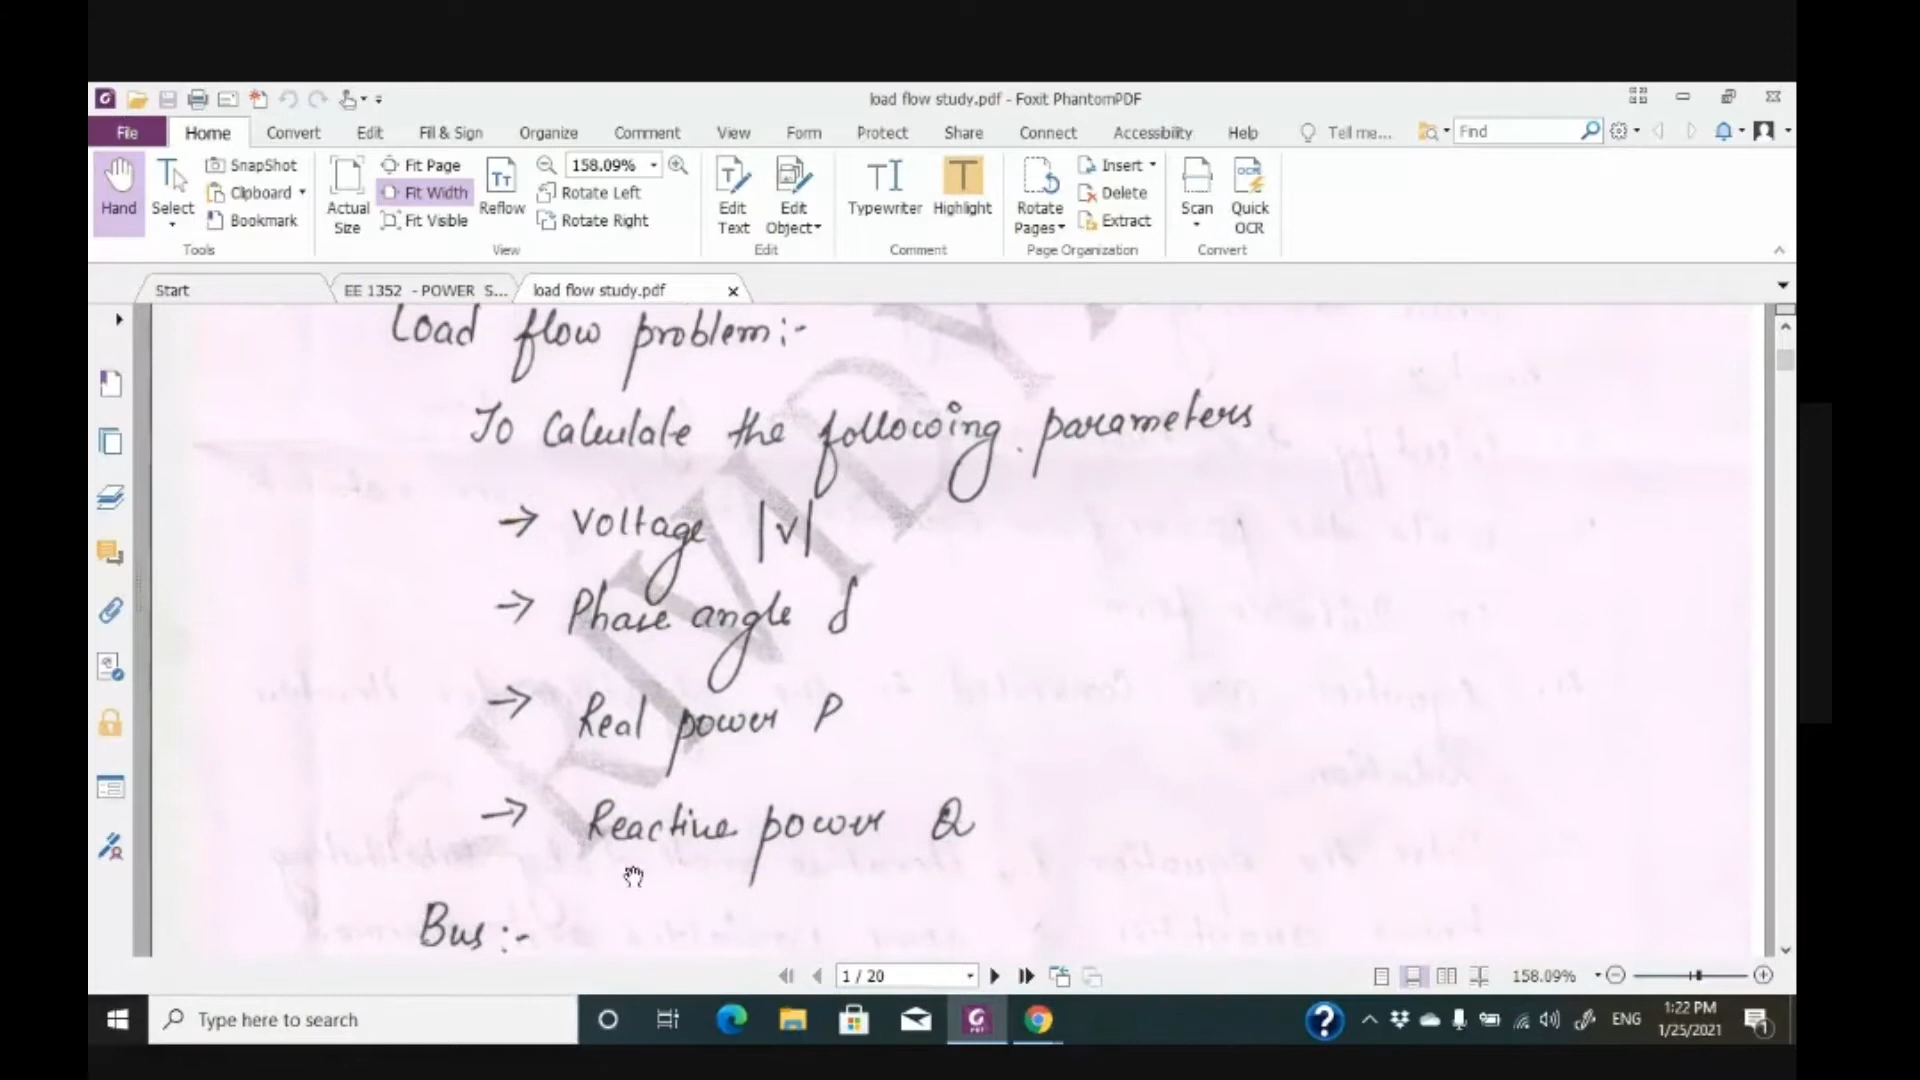 load flow study.pdf - Foxit PhantomPDF
File Home Convert Edit Fill & Sign Organize Comment View Form Protect Share Connect Accessibility Help Tell me... Find
Hand
Select
SnapShot
Clipboard
Bookmark
Tools
Actual Size
Fit Page
Fit Width
Fit Visible
Reflow
158.09%
Rotate Left
Rotate Right
View
Edit Text
Edit Object
Edit
Typewriter
Highlight
Comment
Rotate Pages
Insert
Delete
Extract
Page Organization
Scan
Quick OCR
Convert
Start
EE 1352 - POWER S...
load flow study.pdf
Load flow problem:-
To Calculate the following parameters
→ Voltage |V|
→ Phase angle δ
→ Real power P
→ Reactive power Q
Bus:-
1 / 20
158.09%
Type here to search
ENG
1:22 PM
1/25/2021